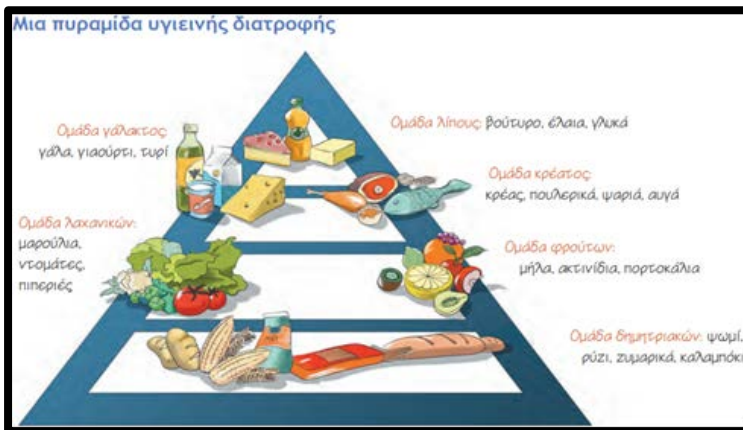 Μια πυραμίδα υγιεινής διατροφής
Ομάδα γάλακτος:
γάλα, γιαούρτι, τυρί
Ομάδα λίπους: βούτυρο, έλαια, γλυκά
Ομάδα κρέατος:
κρέας, πουλερικά, ψαριά, αυγά
Ομάδα λαχανικών:
μαρούλια,
ντομάτες,
πιπεριές
Ομάδα φρούτων:
μήλα, ακτινίδια, πορτοκάλια
Ομάδα δημητριακών: ψωμί,
ρύζι, ζυμαρικά, καλαμπόκι